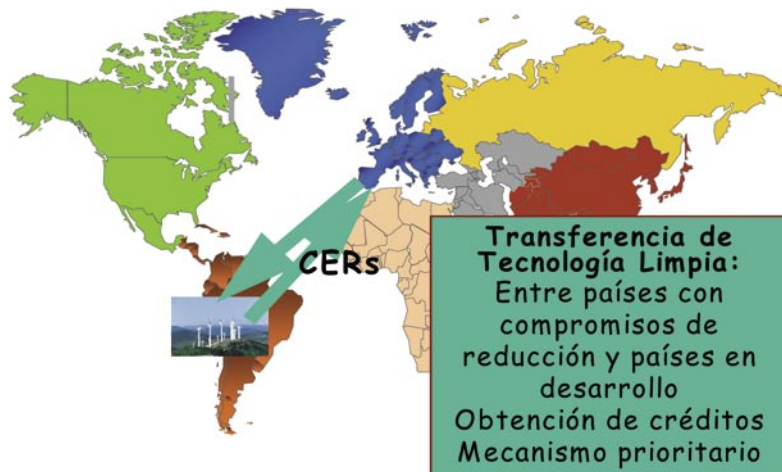 CERs
Transferencia de
Tecnología Limpia:
Entre países con
compromisos de
reducción y países en
desarrollo
Obtención de créditos
Mecanismo prioritario